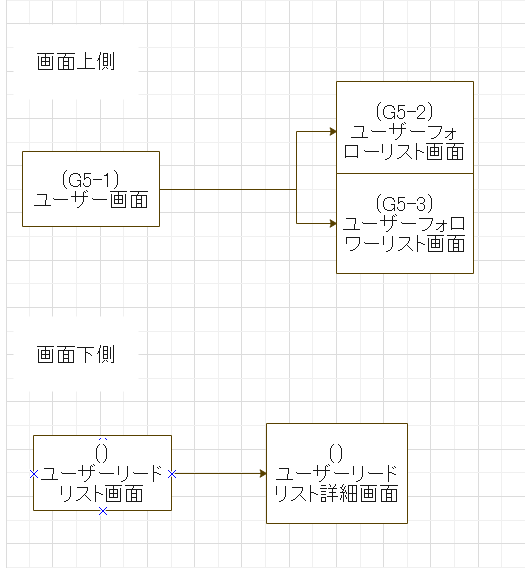 画面上側
(G5-1)
ユーザー画面
(G5-2)
ユーザーフォ
ローリスト画面
(G5-3)
ユーザーフォロ
ワーリスト画面
画面下側
()
ユーザーリード
リスト画面
()
ユーザーリード
リスト詳細画面